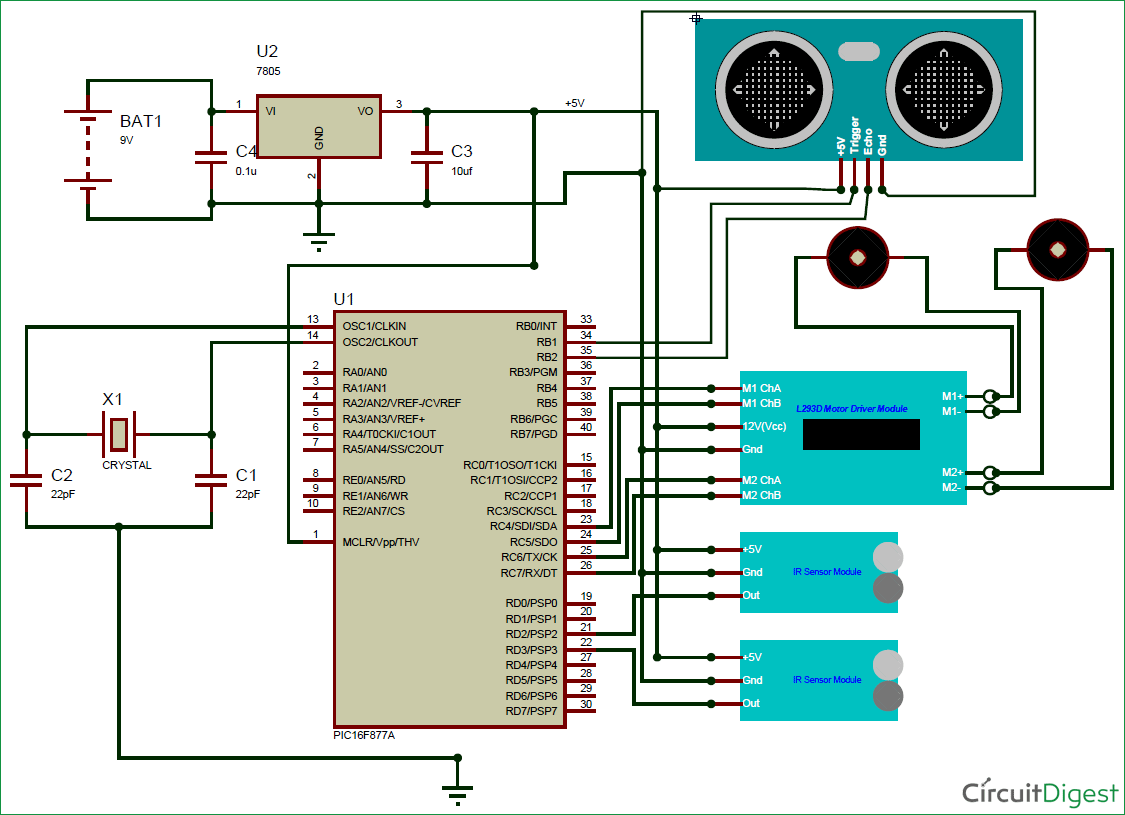 U2
7805
1
VI
VO
3
GND
2
+5V
BAT1
9V
C4
0.1u
C3
10uf
+5V
Trigger
Echo
Gnd
U1
13
OSC1/CLKIN
14
OSC2/CLKOUT
2
RA0/AN0
3
RA1/AN1
4
RA2/AN2/VREF-/CVREF
5
RA3/AN3/VREF+
6
RA4/T0CKI/C1OUT
7
RA5/AN4/SS/C2OUT
8
RE0/AN5/RD
9
RE1/AN6/WR
10
RE2/AN7/CS
1
MCLR/Vpp/THV
RB0/INT
33
RB1
34
RB2
35
RB3/PGM
36
RB4
37
RB5
38
RB6/PGC
39
RB7/PGD
40
RC0/T1OSO/T1CKI
15
RC1/T1OSI/CCP2
16
RC2/CCP1
17
RC3/SCK/SCL
18
RC4/SDI/SDA
23
RC5/SDO
24
RC6/TX/CK
25
RC7/RX/DT
26
RD0/PSP0
19
RD1/PSP1
20
RD2/PSP2
21
RD3/PSP3
22
RD4/PSP4
27
RD5/PSP5
28
RD6/PSP6
29
RD7/PSP7
30
PIC16F877A
X1
CRYSTAL
C2
22pF
C1
22pF
M1 ChA
M1 ChB
12V(Vcc)
Gnd
M2 ChA
M2 ChB
L293D Motor Driver Module
M1+
M1-
M2+
M2-
+5V
Gnd
Out
IR Sensor Module
+5V
Gnd
Out
IR Sensor Module
CircuitDigest